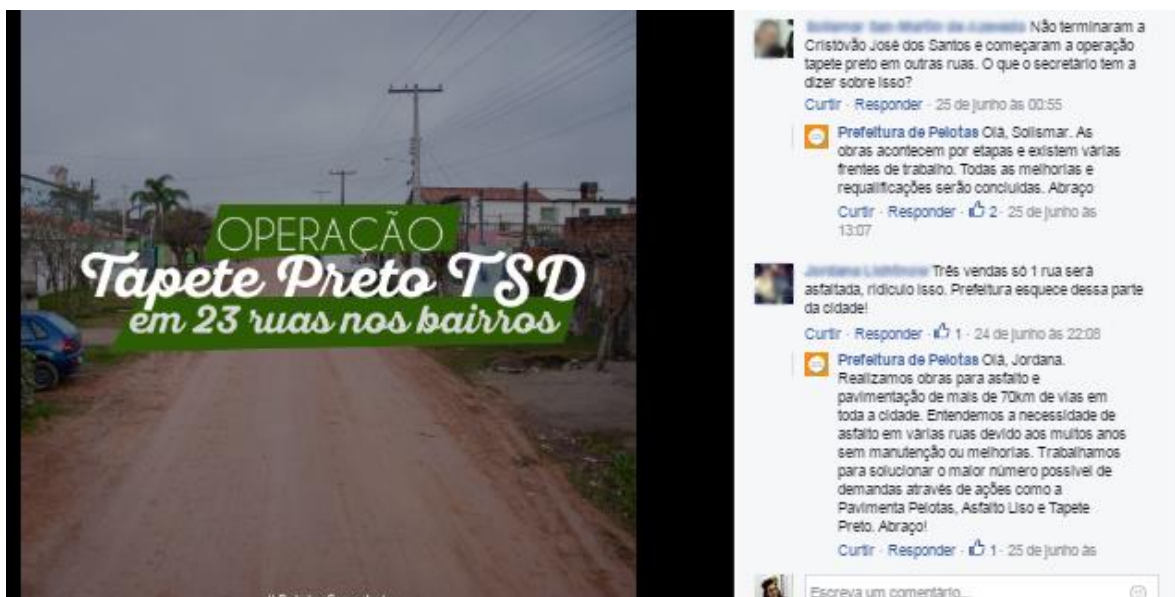 OPERAÇÃO
Tapete Preto TSD
em 23 ruas nos bairros
Não terminaram a
Cristóvão José dos Santos e começaram a operação
tapete preto em outras ruas. O que o secretário tem a
dizer sobre isso?
Curtir · Responder · 25 de junho às 00:55
Prefeitura de Pelotas Olá, Solismar. As
obras acontecem por etapas e existem várias
frentes de trabalho. Todas as melhorias e
requalificações serão concluídas. Abraço
Curtir · Responder · 2 · 25 de junho às
13:07
Três vendas só 1 rua será
asfaltada, ridículo isso. Prefeitura esquece dessa parte
da cidade!
Curtir · Responder · 1 · 24 de junho às 22:08
Prefeitura de Pelotas Olá, Jordana.
Realizamos obras para asfalto e
pavimentação de mais de 70km de vias em
toda a cidade. Entendemos a necessidade de
asfalto em várias ruas devido aos muitos anos
sem manutenção ou melhorias. Trabalhamos
para solucionar o maior número possível de
demandas através de ações como a
Pavimenta Pelotas, Asfalto Liso e Tapete
Preto. Abraço!
Curtir · Responder · 1 · 25 de junho às
Escreva um comentário...